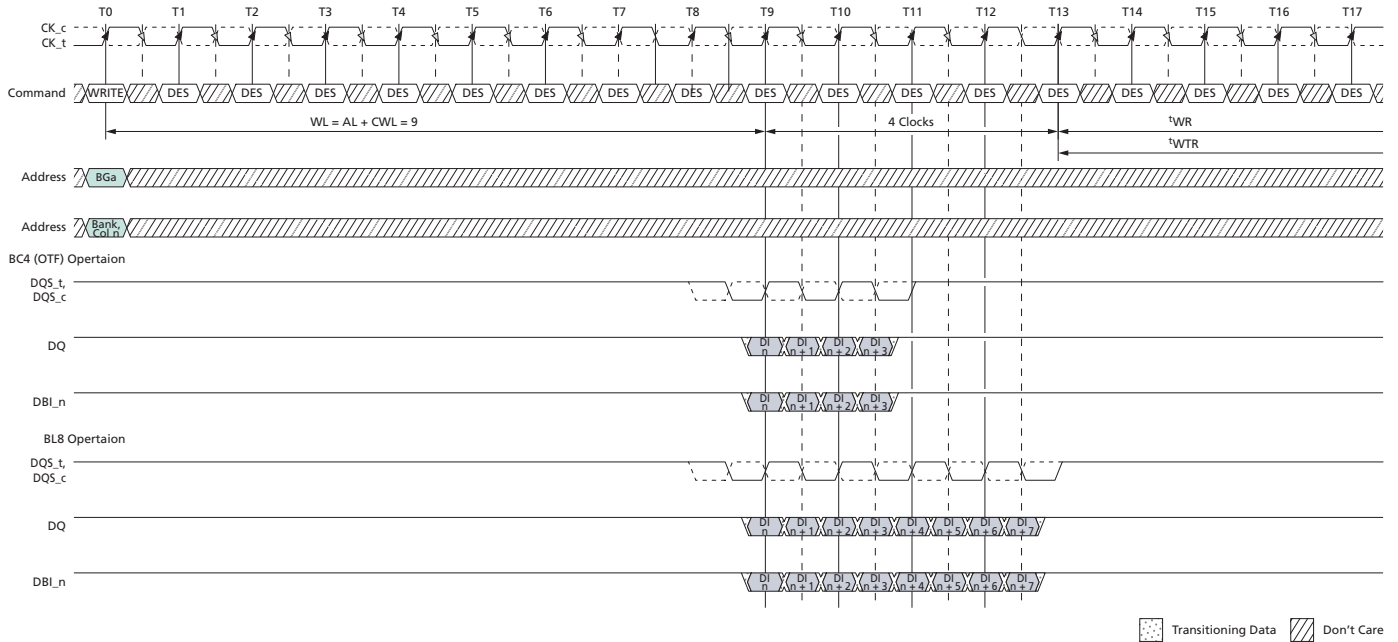 T0 T1 T2 T3 T4 T5 T6 T7 T8 T9 T10 T11 T12 T13 T14 T15 T16 T17
CK_c
CK_t
Command WRITE DES DES DES DES DES DES DES DES DES DES DES DES DES DES DES DES DES
WL = AL + CWL = 9 4 Clocks tWR
tWTR
Address BGa
Address Bank, Col n
BC4 (OTF) Opertaion
DQS_t,
DQS_c
DQ DI n DI n + 1 DI n + 2 DI n + 3
DBI_n DI n DI n + 1 DI n + 2 DI n + 3
BL8 Opertaion
DQS_t,
DQS_c
DQ DI n DI n + 1 DI n + 2 DI n + 3 DI n + 4 DI n + 5 DI n + 6 DI n + 7
DBI_n DI n DI n + 1 DI n + 2 DI n + 3 DI n + 4 DI n + 5 DI n + 6 DI n + 7
Transitioning Data Don't Care